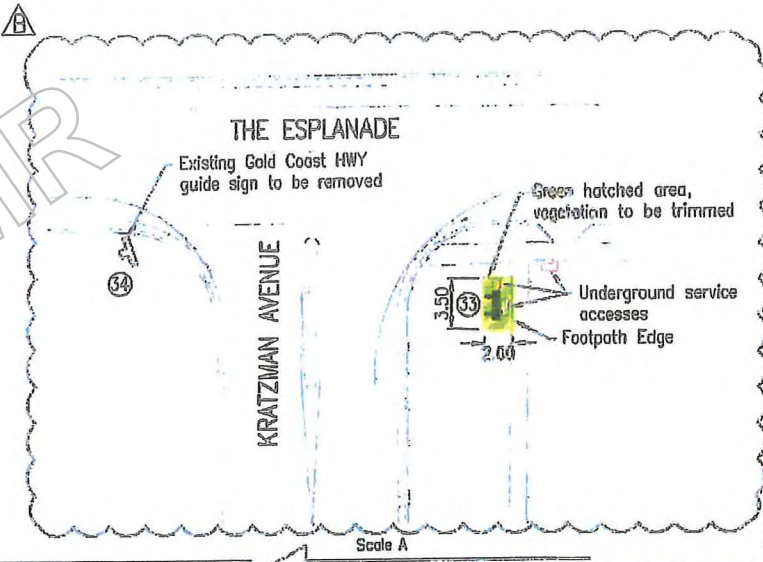 B
THE ESPLANADE
Existing Gold Coast HWY
guide sign to be removed
Green hatched area,
vegetation to be trimmed
34
KRATZMAN AVENUE
3.50
33
Underground service
accesses
Footpath Edge
2.00
Scale A